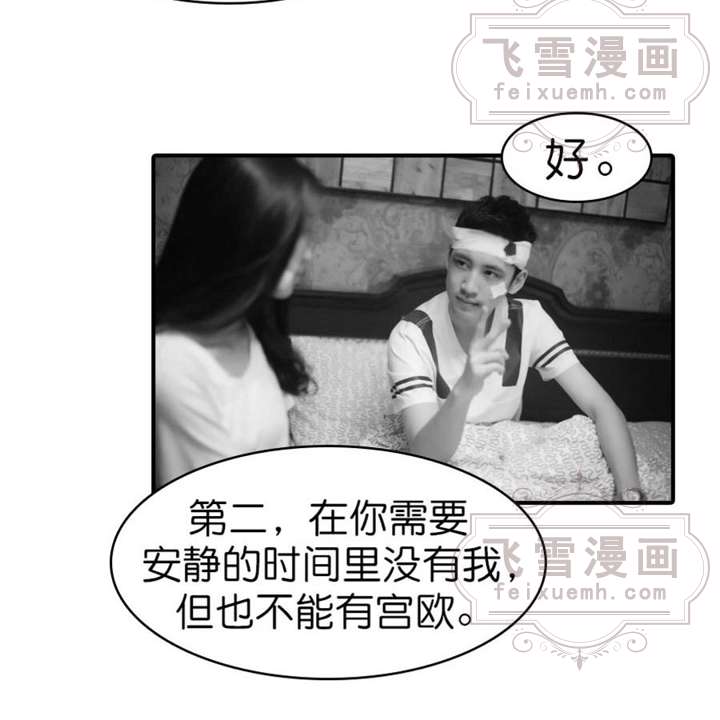 飞雪漫画
feixuemh.com
好。
第二，在你需要
安静的时间里没有我，
但也不能有宫欧。
飞雪漫画
feixuemh.com